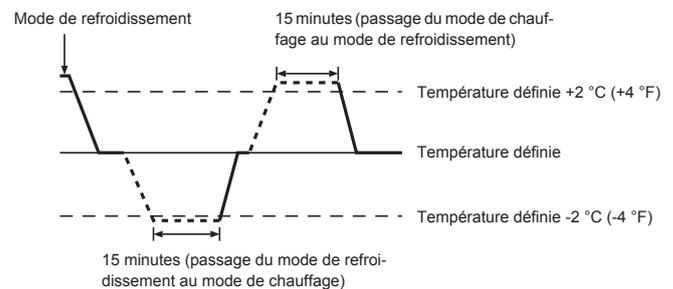 Mode de refroidissement
15 minutes (passage du mode de chauf-
fage au mode de refroidissement)
Température définie +2 °C (+4 °F)
Température définie
Température définie -2 °C (-4 °F)
15 minutes (passage du mode de refroi-
dissement au mode de chauffage)